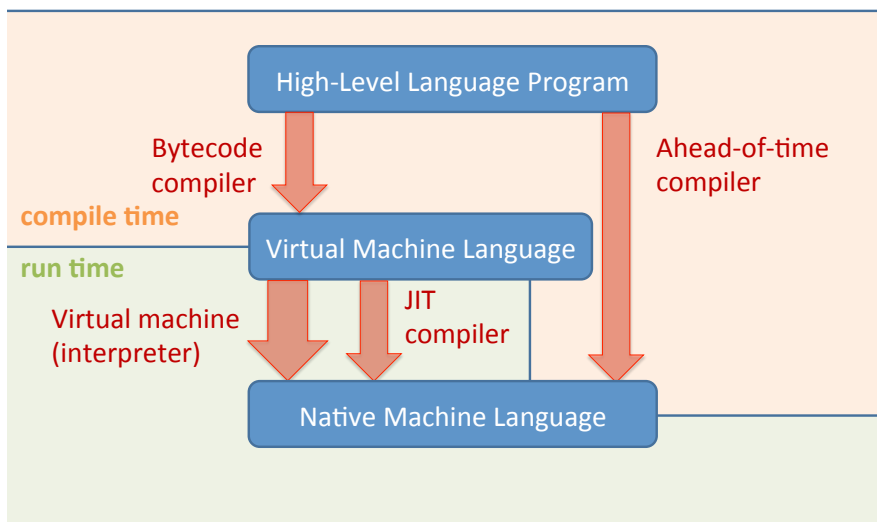 High-Level Language Program
Bytecode
compiler
Ahead-of-time
compiler
compile time
Virtual Machine Language
run time
Virtual machine
(interpreter)
JIT
compiler
Native Machine Language